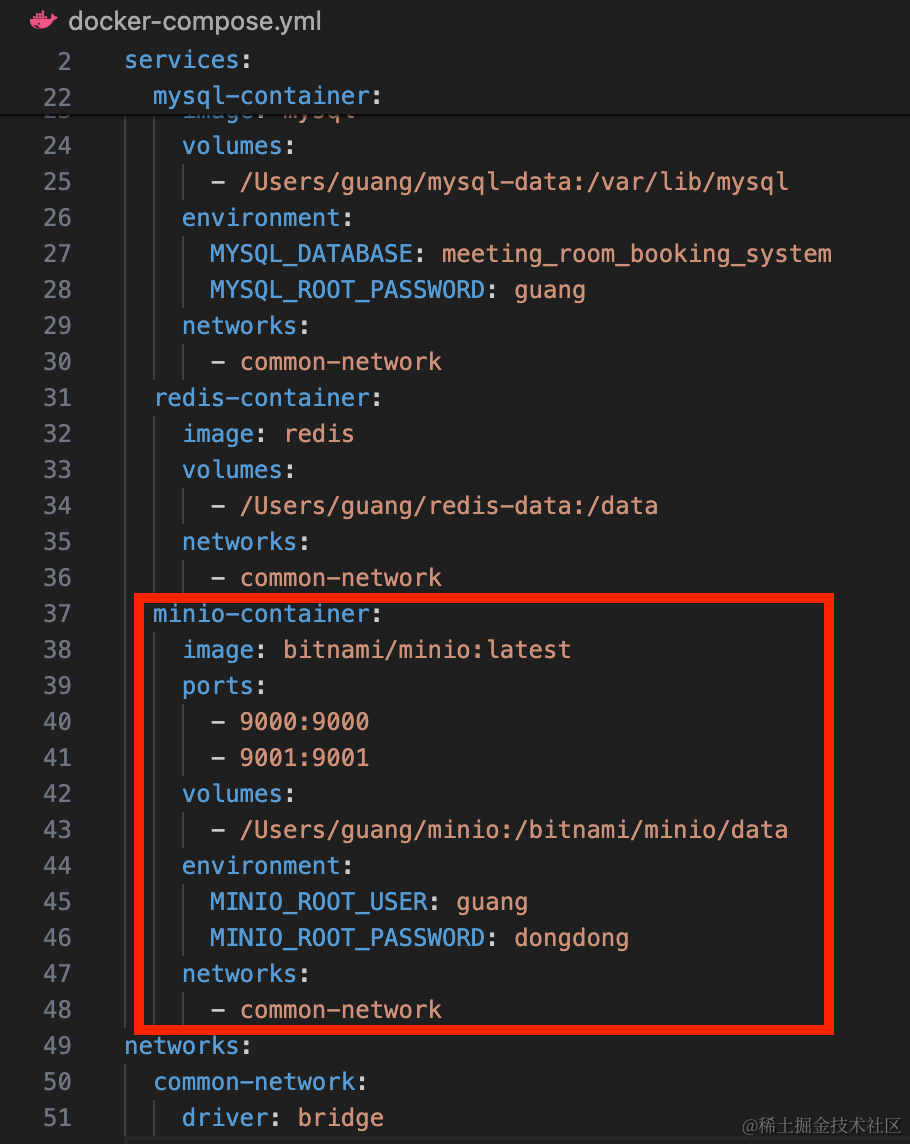 docker-compose.yml
2 services:
22 mysql-container:
23 image: mysql
24 volumes:
25 - /Users/guang/mysql-data:/var/lib/mysql
26 environment:
27 MYSQL_DATABASE: meeting_room_booking_system
28 MYSQL_ROOT_PASSWORD: guang
29 networks:
30 - common-network
31 redis-container:
32 image: redis
33 volumes:
34 - /Users/guang/redis-data:/data
35 networks:
36 - common-network
37 minio-container:
38 image: bitnami/minio:latest
39 ports:
40 - 9000:9000
41 - 9001:9001
42 volumes:
43 - /Users/guang/minio:/bitnami/minio/data
44 environment:
45 MINIO_ROOT_USER: guang
46 MINIO_ROOT_PASSWORD: dongdong
47 networks:
48 - common-network
49 networks:
50 common-network:
51 driver: bridge
@稀土掘金技术社区